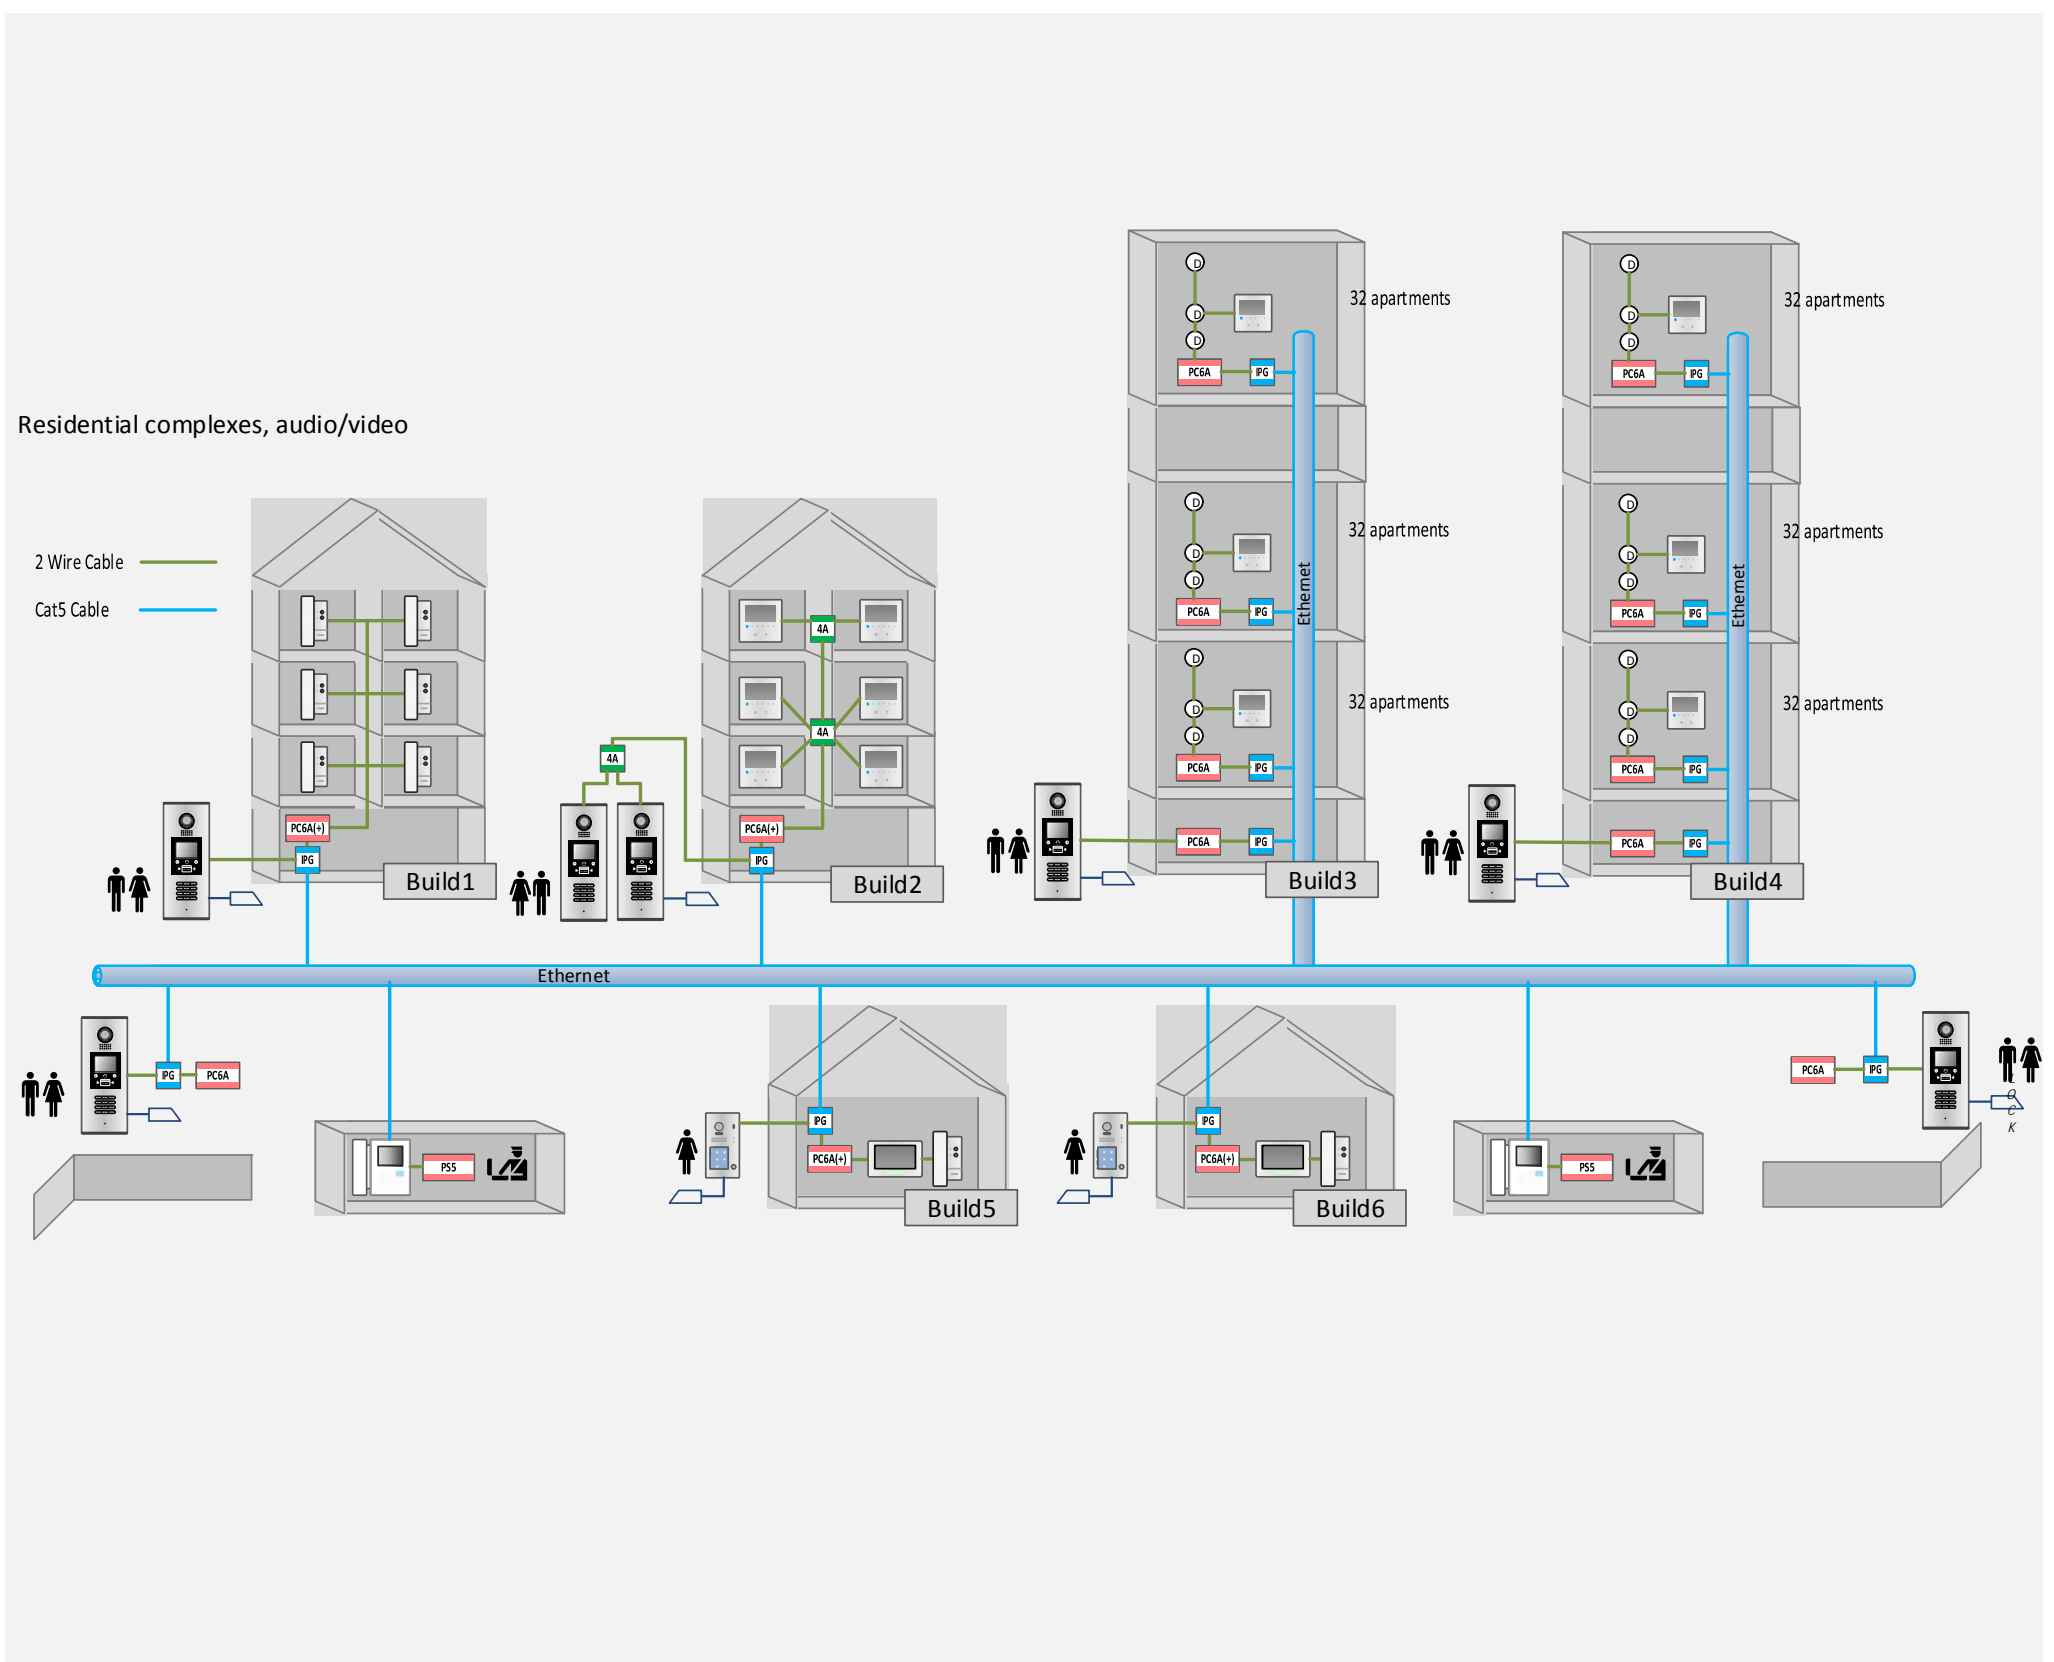 32 apartments
32 apartments
D
D
D
PC6A
IPG
D
D
D
PC6A
IPG
Residential complexes, audio/video
32 apartments
32 apartments
D
D
D
PC6A
IPG
Ethernet
D
D
D
PC6A
IPG
Ethernet
2 Wire Cable
Cat5 Cable
4A
4A
4A
32 apartments
32 apartments
D
D
D
PC6A
IPG
D
D
D
PC6A
IPG
PC6A(+)
IPG
Build1
PC6A(+)
IPG
Build2
PC6A
IPG
Build3
PC6A
IPG
Build4
Ethernet
IPG
PC6A
PS5
IPG
PC6A(+)
Build5
IPG
PC6A(+)
Build6
PS5
PC6A
IPG
L
O
C
K